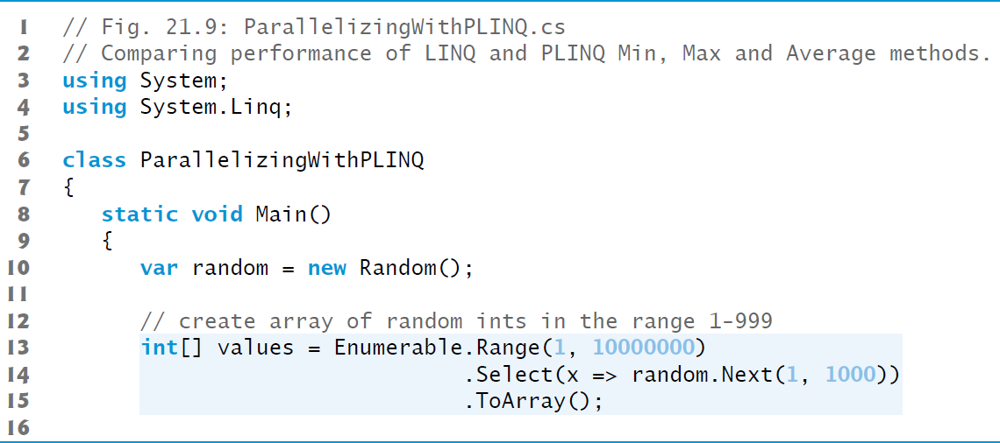 1 // Fig. 21.9: ParallelizingWithPLINQ.cs
2 // Comparing performance of LINQ and PLINQ Min, Max and Average methods.
3 using System;
4 using System.Linq;
5
6 class ParallelizingWithPLINQ
7 {
8    static void Main()
9    {
10       var random = new Random();
11
12       // create array of random ints in the range 1-999
13       int[] values = Enumerable.Range(1, 10000000)
14                                .Select(x => random.Next(1, 1000))
15                                .ToArray();
16